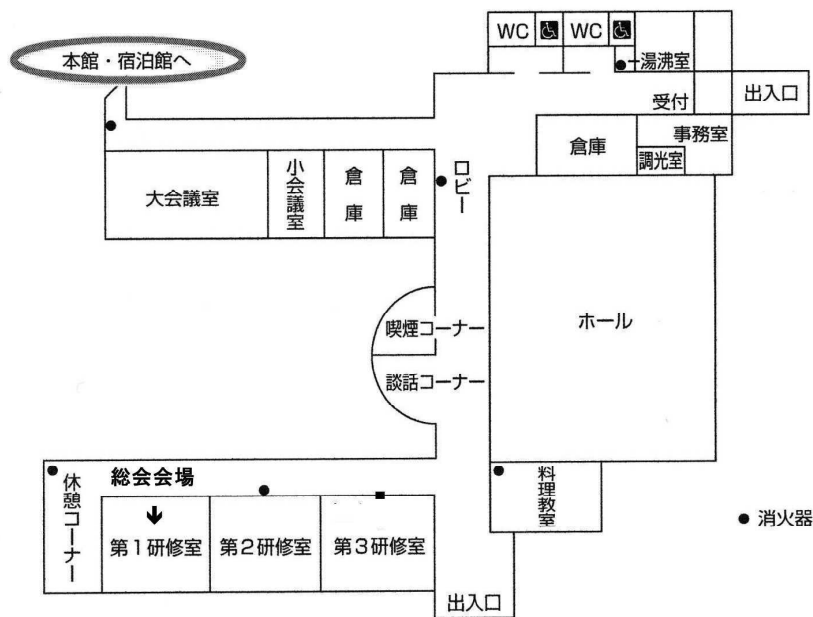 WC
WC
本館・宿泊館へ
湯沸室
受付
出入口
倉庫
事務室
調光室
ロビー
大会議室
小会議室
倉庫
倉庫
ホール
喫煙コーナー
談話コーナー
総会会場
休憩コーナー
料理教室
消火器
第1研修室
第2研修室
第3研修室
出入口